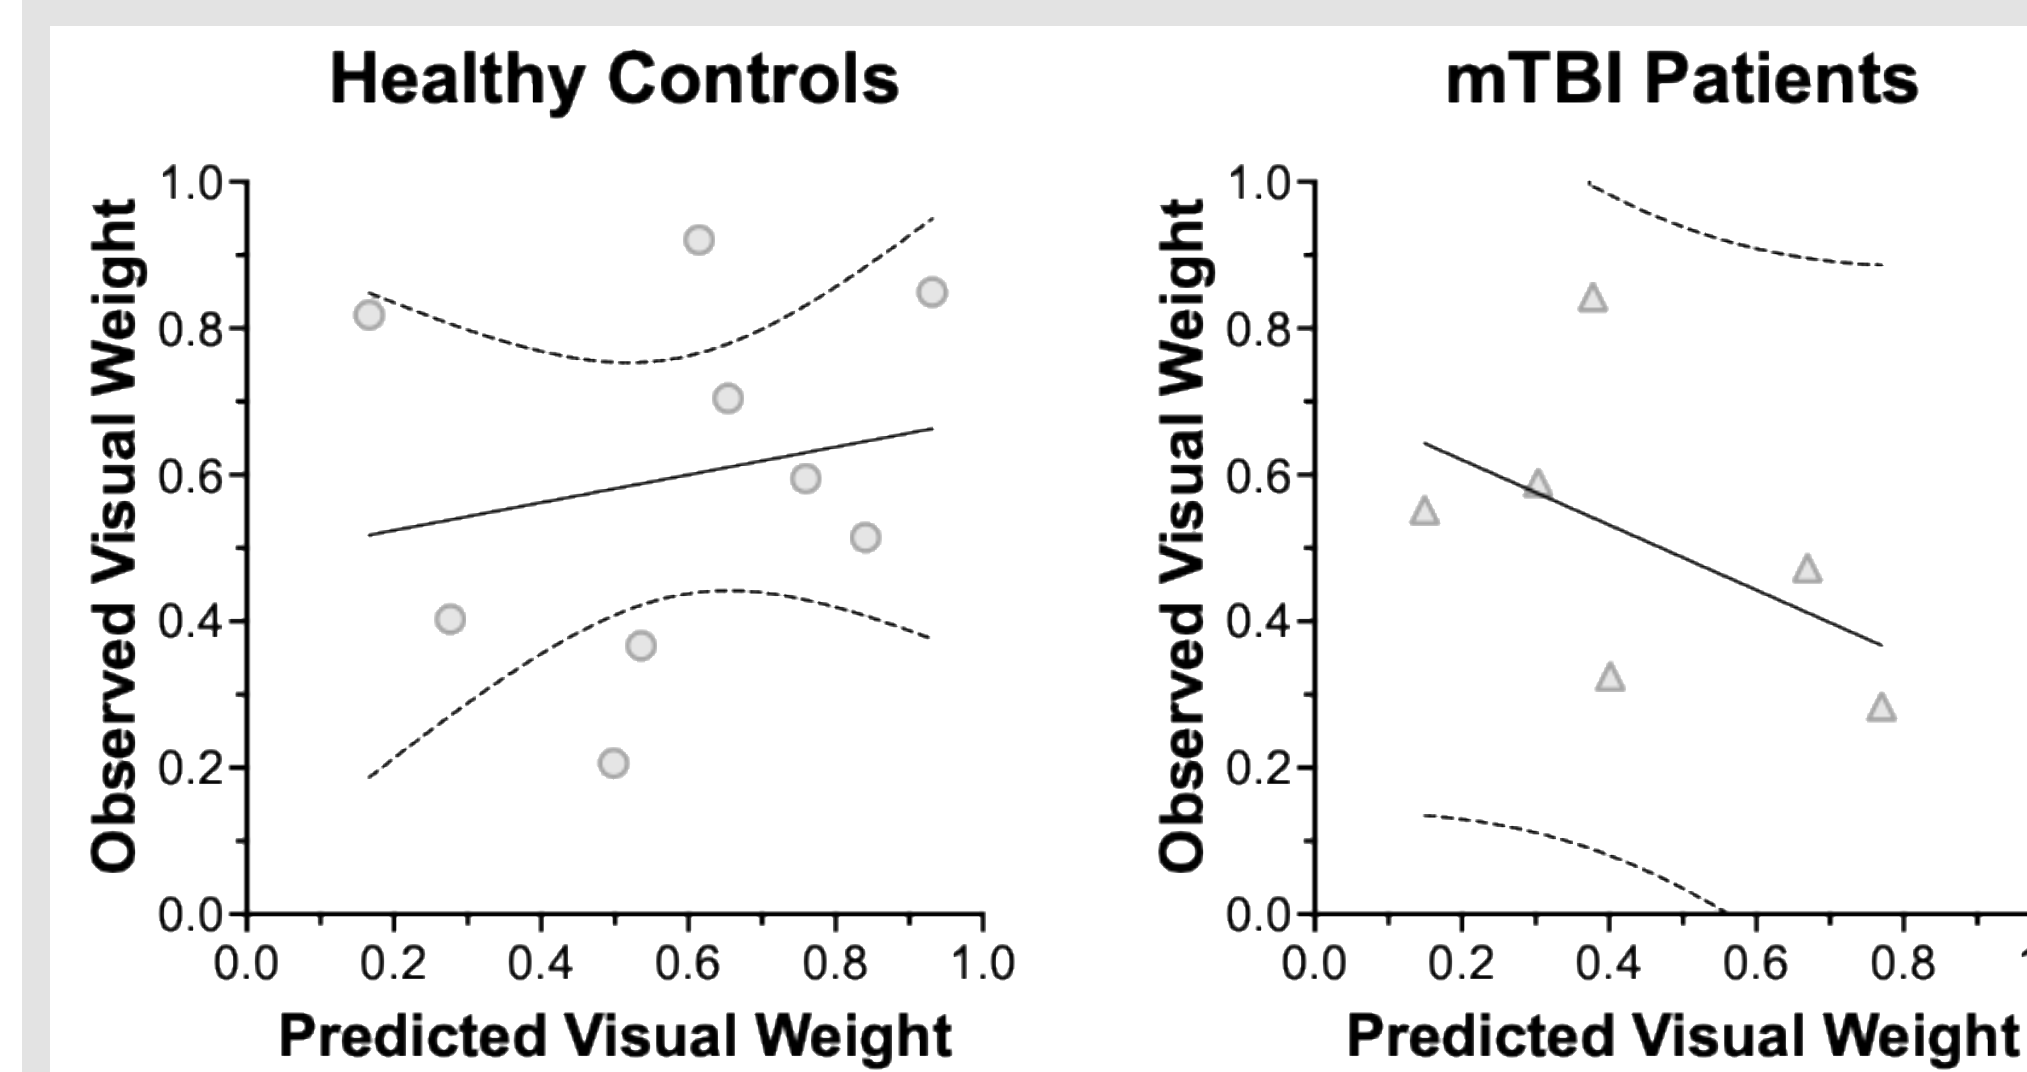 Healthy Controls
Observed Visual Weight
1.0
0.8
0.6
0.4
0.2
0.0
0.0 0.2 0.4 0.6 0.8 1.0
Predicted Visual Weight
mTBI Patients
Observed Visual Weight
1.0
0.8
0.6
0.4
0.2
0.0
0.0 0.2 0.4 0.6 0.8
Predicted Visual Weight